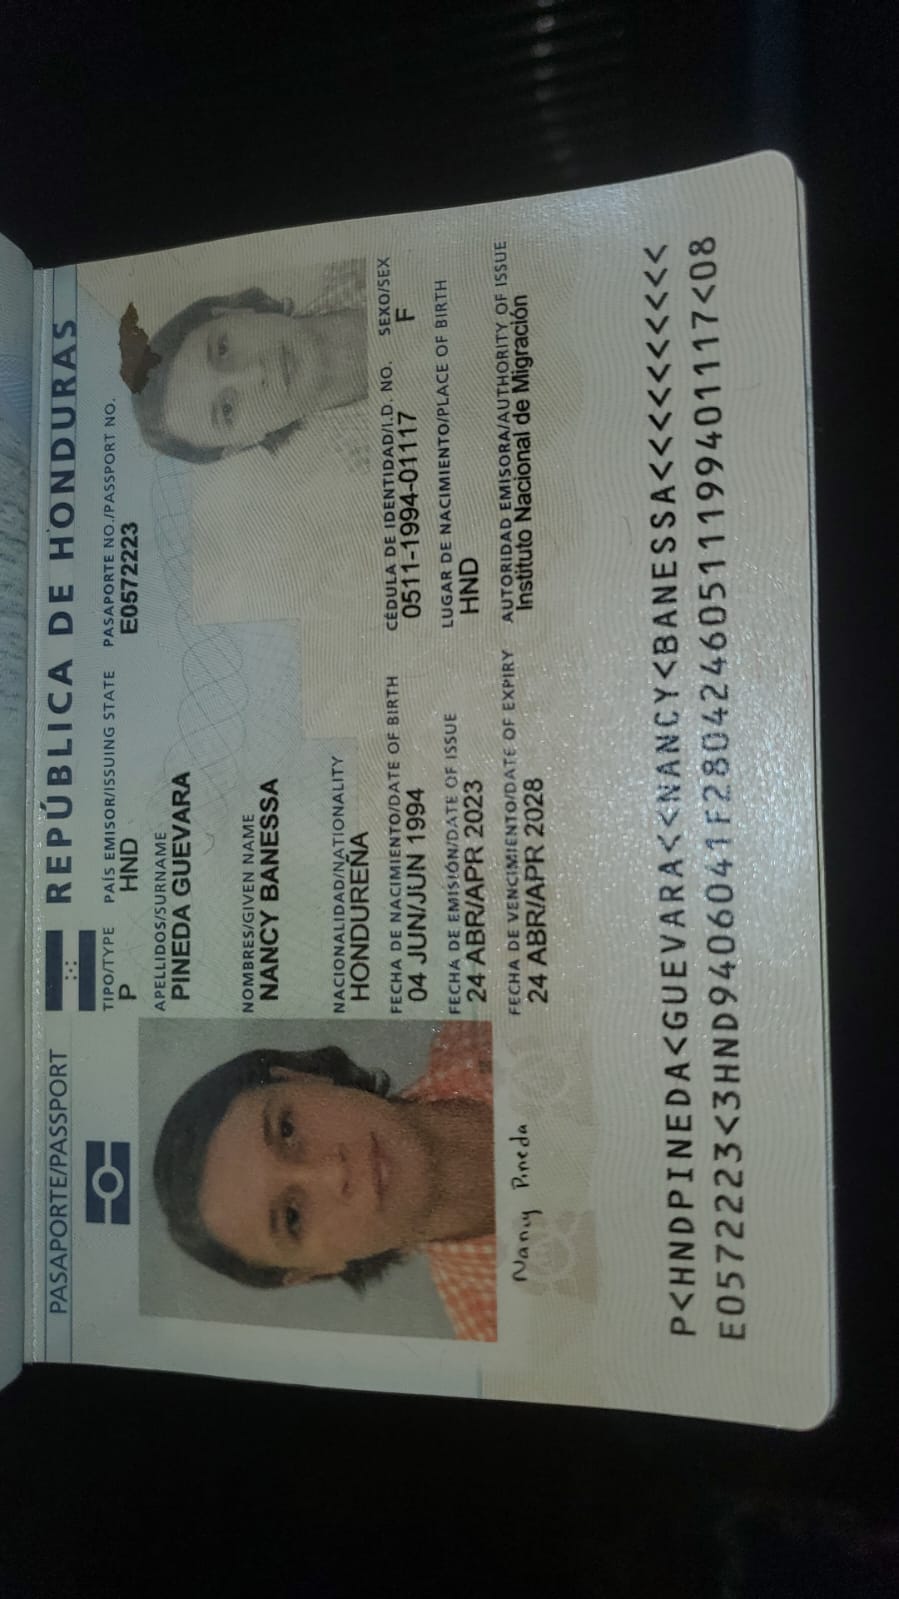 PASAPORTE/PASSPORT
REPÚBLICA DE HONDURAS
TIPO/TYPE PAÍS EMISOR/ISSUING STATE PASAPORTE NO./PASSPORT NO.
P HND E0572223
APELLIDOS/SURNAME
PINEDA GUEVARA
NOMBRES/GIVEN NAME
NANCY BANESSA
NACIONALIDAD/NATIONALITY
HONDUREÑA
FECHA DE NACIMIENTO/DATE OF BIRTH CÉDULA DE IDENTIDAD/I.D. NO. SEXO/SEX
04 JUN/JUN 1994 0511-1994-01117 F
FECHA DE EMISIÓN/DATE OF ISSUE LUGAR DE NACIMIENTO/PLACE OF BIRTH
24 ABR/APR 2023 HND
FECHA DE VENCIMIENTO/DATE OF EXPIRY AUTORIDAD EMISORA/AUTHORITY OF ISSUE
24 ABR/APR 2028 Instituto Nacional de Migración
Nancy Pineda
P<HNDPINEDA<GUEVARA<<NANCY<BANESSA<<<<<<<<<<
E0572223<3HND9406041F2804246051119940​1117<08